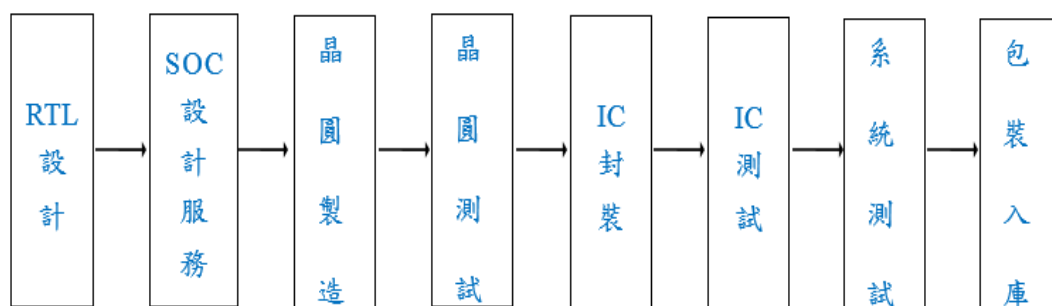 RTL設計
SOC設計服務
晶圓製造
晶圓測試
IC封裝
IC測試
系統測試
包裝入庫